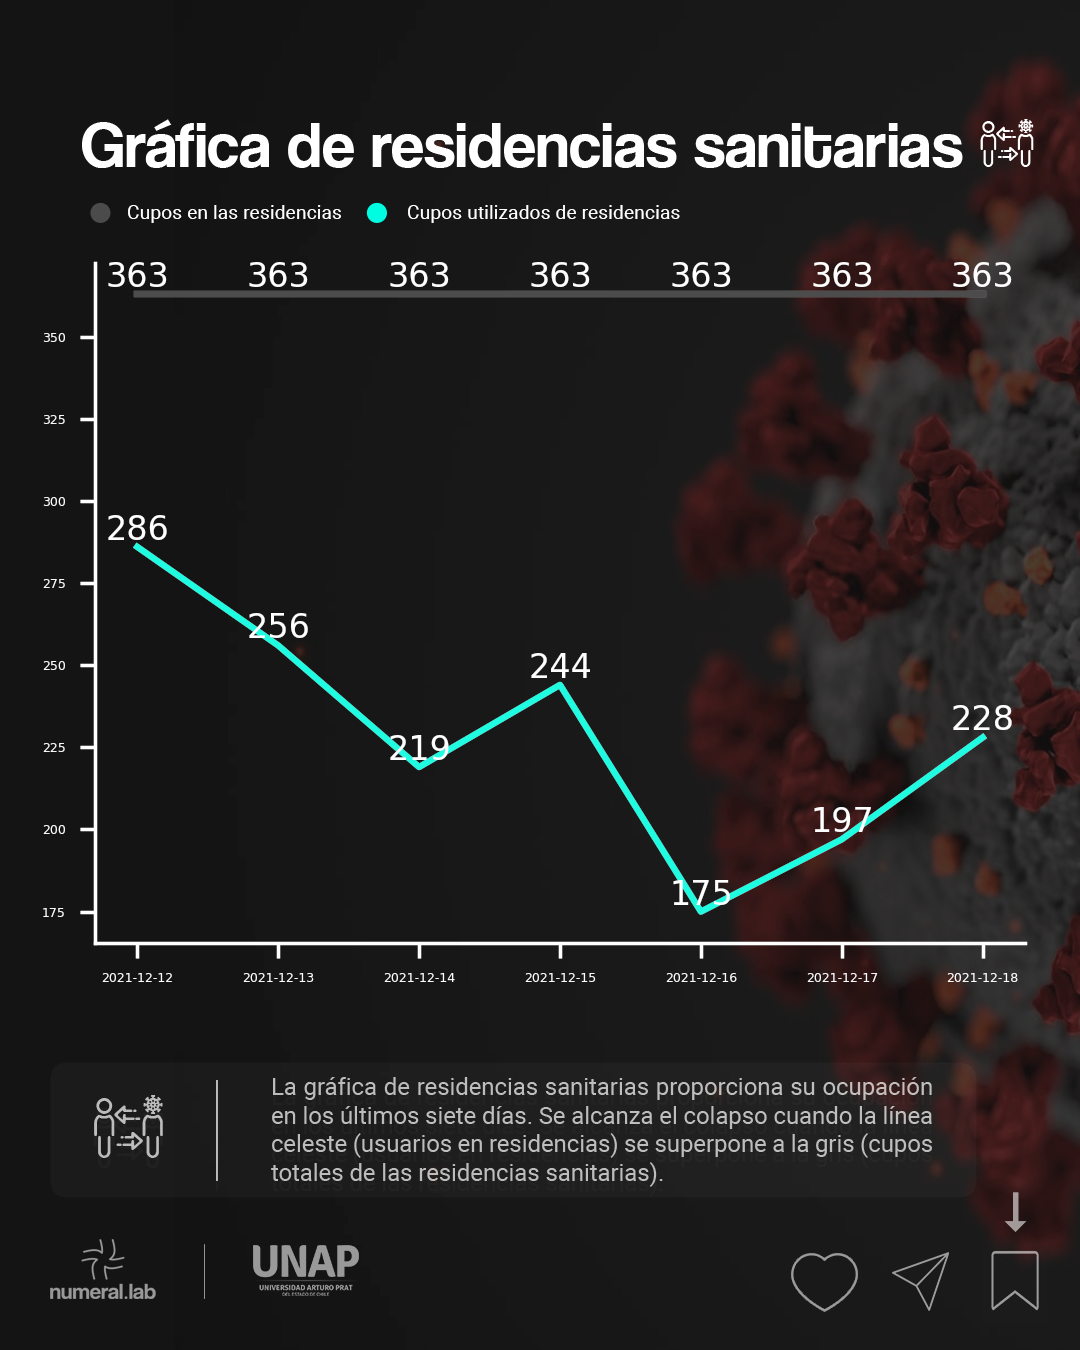 Gráfica de residencias sanitarias
Cupos en las residencias Cupos utilizados de residencias
363 363 363 363 363 363 363
350
325
300
286
275
256
250
244
228
225
219
200
197
175
175
2021-12-12 2021-12-13 2021-12-14 2021-12-15 2021-12-16 2021-12-17 2021-12-18
La gráfica de residencias sanitarias proporciona su ocupación
en los últimos siete días. Se alcanza el colapso cuando la línea
celeste (usuarios en residencias) se superpone a la gris (cupos
totales de las residencias sanitarias).
numeral.lab
UNAP
UNIVERSIDAD ARTURO PRAT
DEL ESTADO DE CHILE